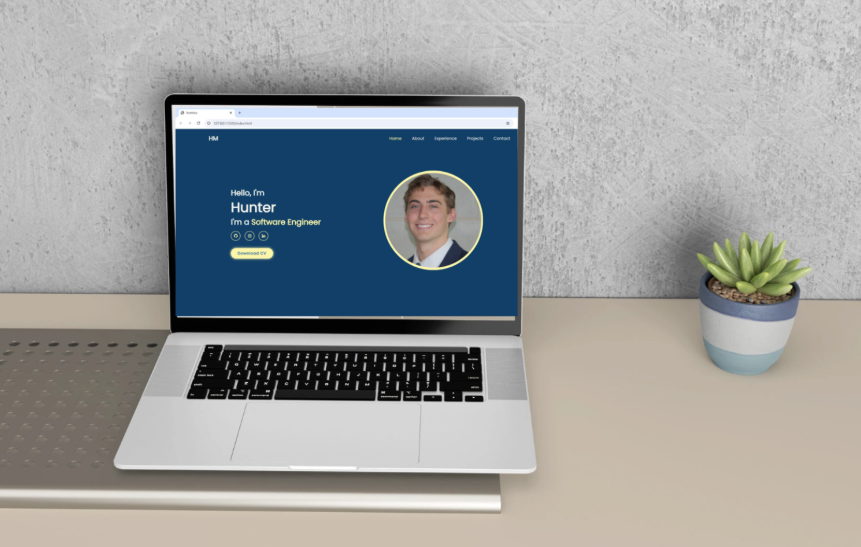 HM
Home About Experience Projects Contact
Hello, I'm
Hunter
I'm a Software Engineer
Download CV